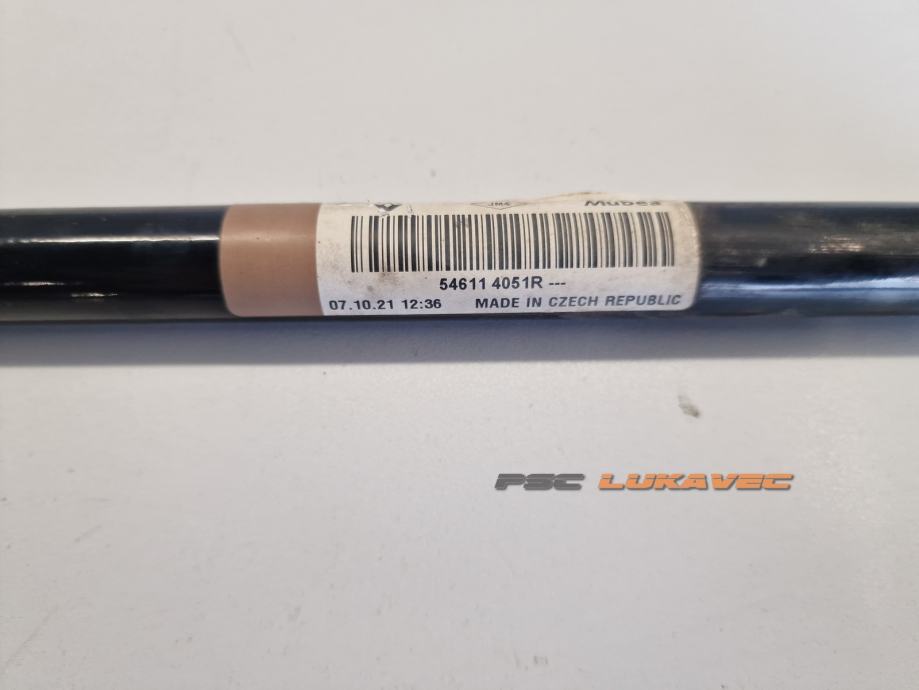 Mubea
54611 4051R ---
07.10.21 12:36 MADE IN CZECH REPUBLIC
PSC LUKAVEC